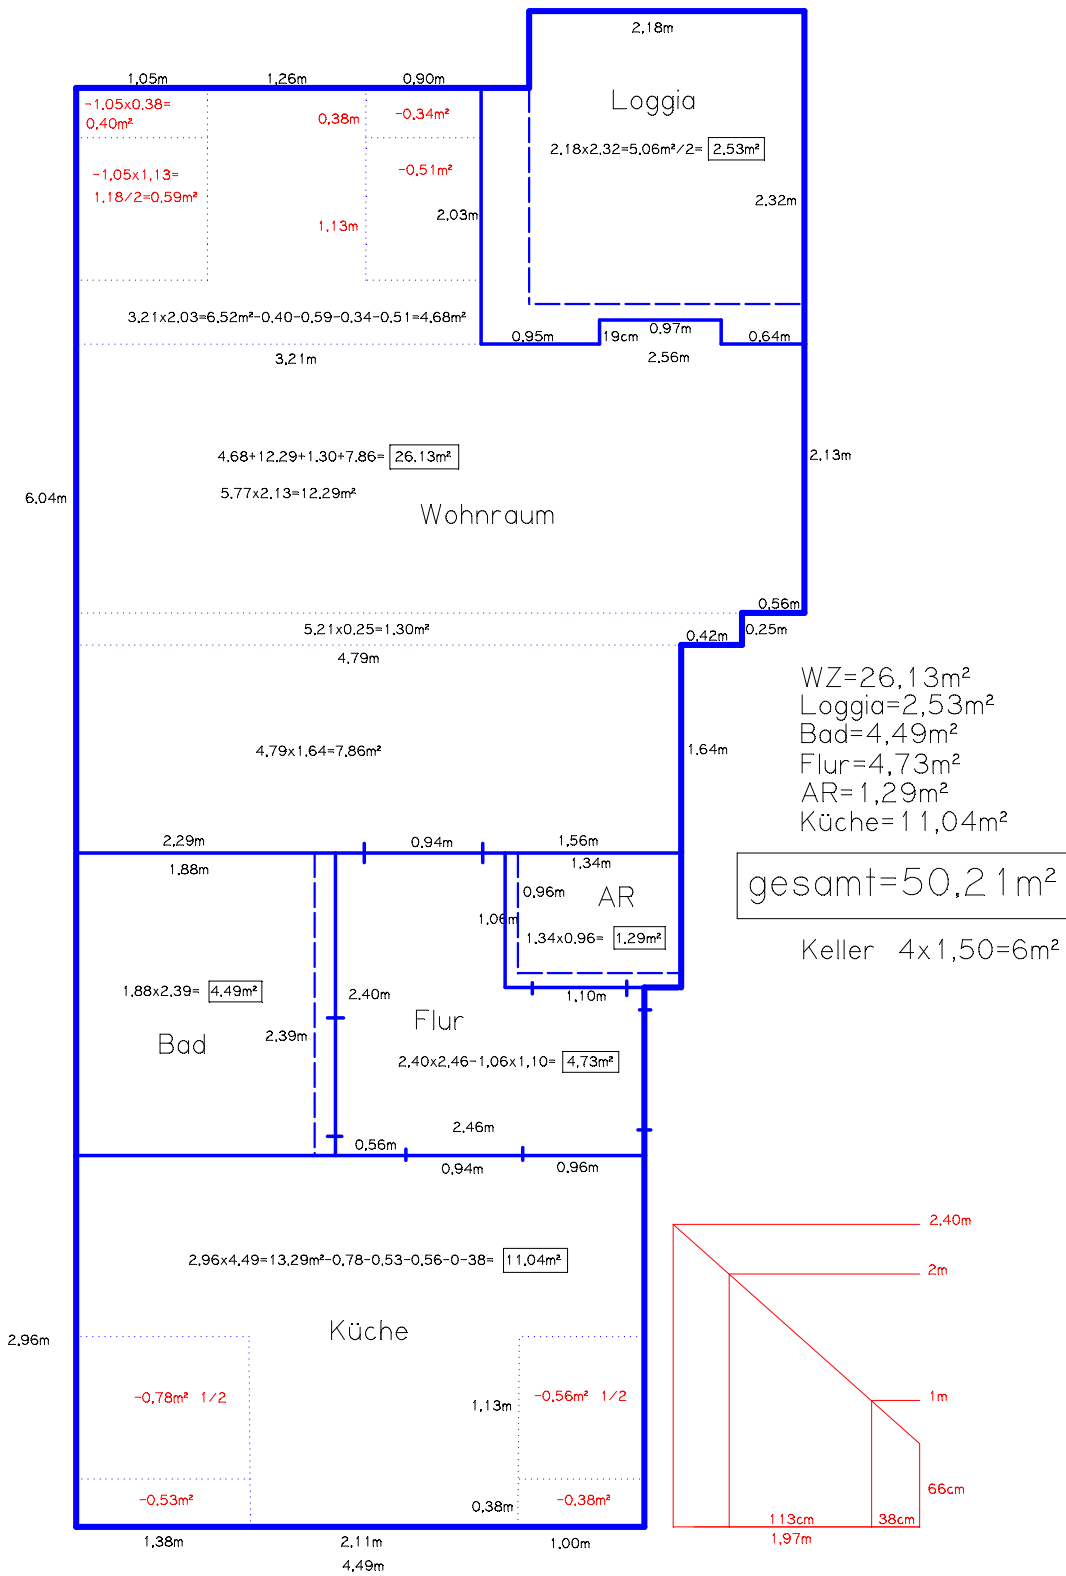 2,18m
1,05m 1,26m 0,90m
Loggia
-1,05x0,38=
0,40m²
0,38m
-0,34m²
2,18x2,32=5,06m²/2= 2,53m²
-1,05x1,13=
1,18/2=0,59m²
-0,51m²
2,32m
2,03m
1,13m
3,21x2,03=6,52m²-0,40-0,59-0,34-0,51=4,68m²
0,95m 19cm 0,97m 0,64m
3,21m
2,56m
4,68+12,29+1,30+7,86= 26,13m²
2,13m
5,77x2,13=12,29m²
6,04m
Wohnraum
0,56m
5,21x0,25=1,30m²
0,42m 0,25m
4,79m
WZ=26,13m²
Loggia=2,53m²
Bad=4,49m²
Flur=4,73m²
AR=1,29m²
Küche=11,04m²
4,79x1,64=7,86m²
1,64m
2,29m 0,94m 1,56m
1,88m 1,34m
gesamt=50,21m²
0,96m
AR
1,06m
1,34x0,96= 1,29m²
Keller 4x1,50=6m²
1,88x2,39= 4,49m²
2,40m
1,10m
Flur
2,39m
Bad
2,40x2,46-1,06x1,10= 4,73m²
2,46m
0,56m
0,94m 0,96m
2,40m
2,96x4,49=13,29m²-0,78-0,53-0,56-0-38= 11,04m²
2m
Küche
2,96m
-0,78m² 1/2
-0,56m² 1/2
1,13m
1m
-0,53m²
0,38m
-0,38m²
66cm
113cm 38cm
1,97m
1,38m 2,11m 1,00m
4,49m